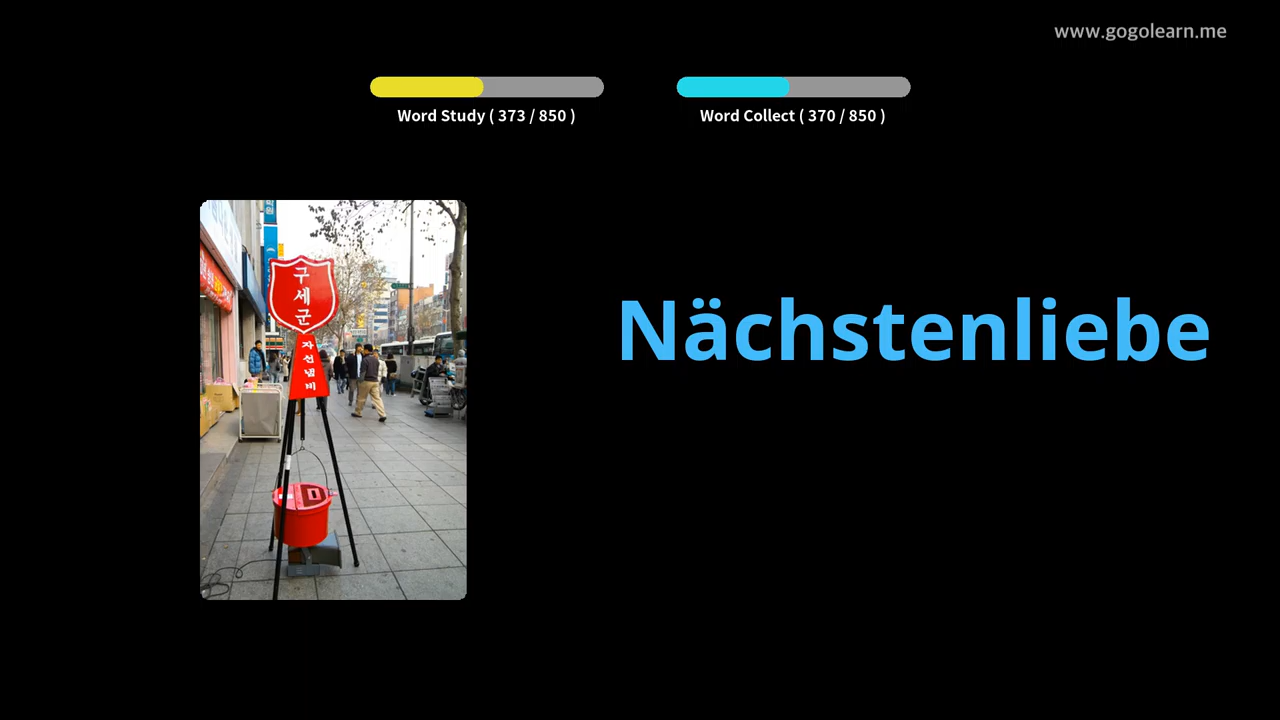 www.gogolearn.me
Word Study ( 373 / 850 )
Word Collect ( 370 / 850 )
구세군
자선냄비
Nächstenliebe